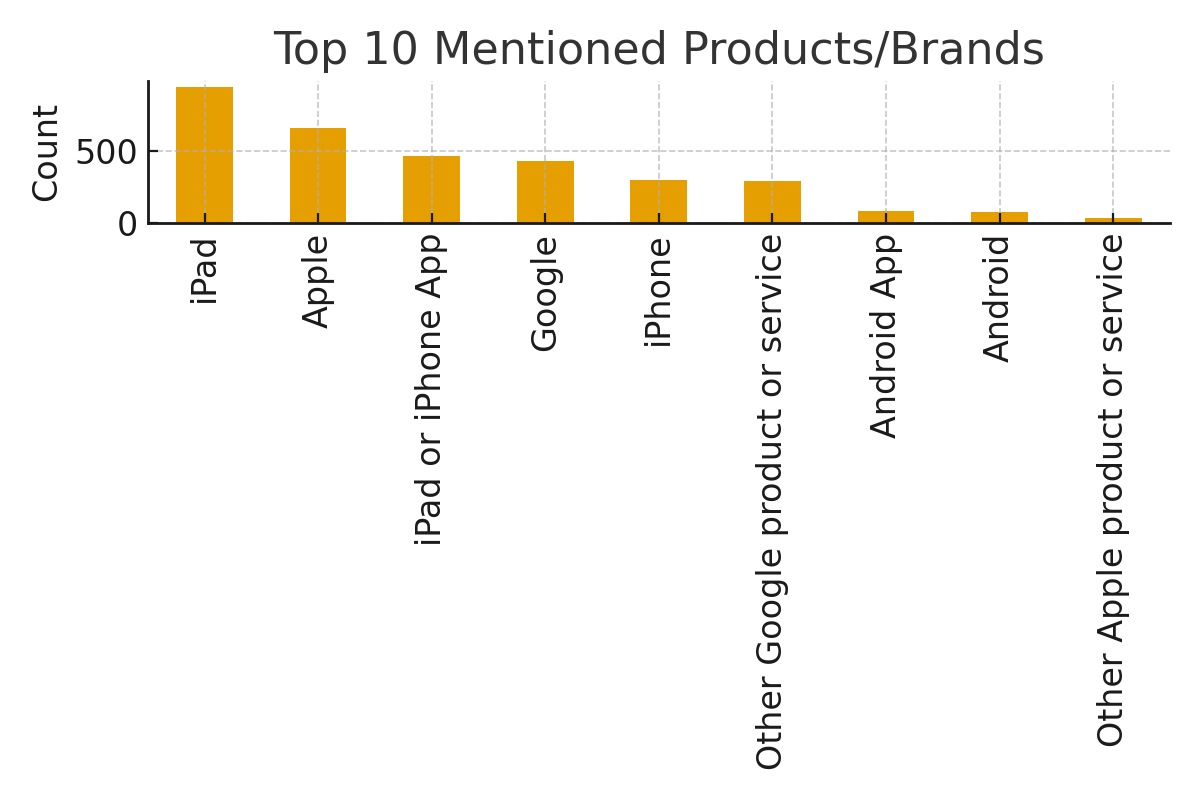 Top 10 Mentioned Products/Brands
Count
500
0
iPad
Apple
iPad or iPhone App
Google
iPhone
Other Google product or service
Android App
Android
Other Apple product or service